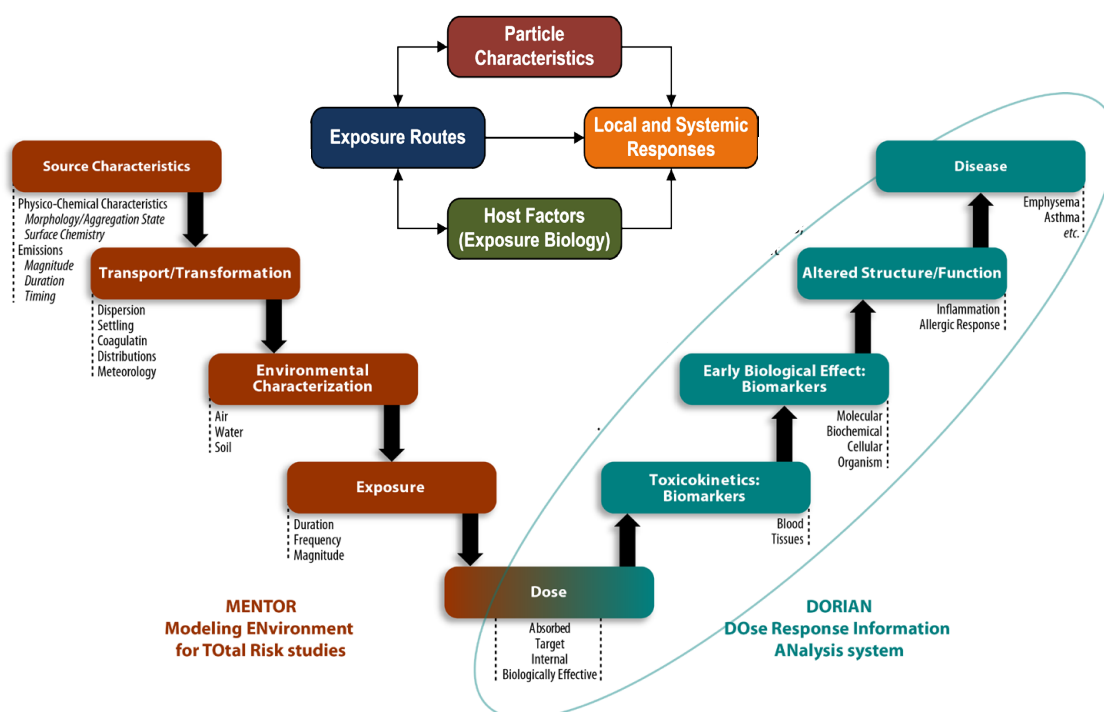 Particle
Characteristics
Exposure Routes
Local and Systemic
Responses
Host Factors
(Exposure Biology)
Source Characteristics
Physico-Chemical Characteristics
Morphology/Aggregation State
Surface Chemistry
Emissions
Magnitude
Duration
Timing
Transport/Transformation
Dispersion
Settling
Coagulatin
Distributions
Meteorology
Environmental
Characterization
Air
Water
Soil
Exposure
Duration
Frequency
Magnitude
Dose
Absorbed
Target
Internal
Biologically Effective
Toxicokinetics:
Biomarkers
Blood
Tissues
Early Biological Effect:
Biomarkers
Molecular
Biochemical
Cellular
Organism
Altered Structure/Function
Inflammation
Allergic Response
Disease
Emphysema
Asthma
etc.
MENTOR
Modeling ENvironment
for TOtal Risk studies
DORIAN
DOse Response Information
ANalysis system